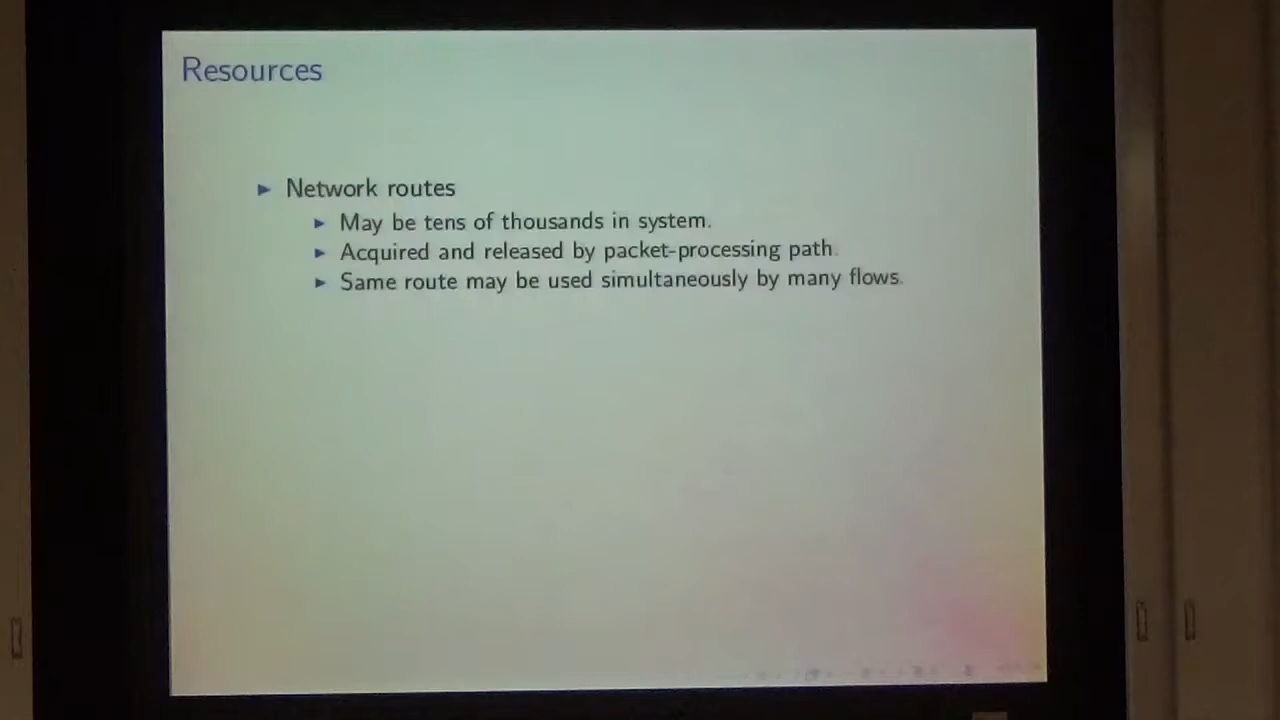 Resources
Network routes
May be tens of thousands in system.
Acquired and released by packet-processing path.
Same route may be used simultaneously by many flows.